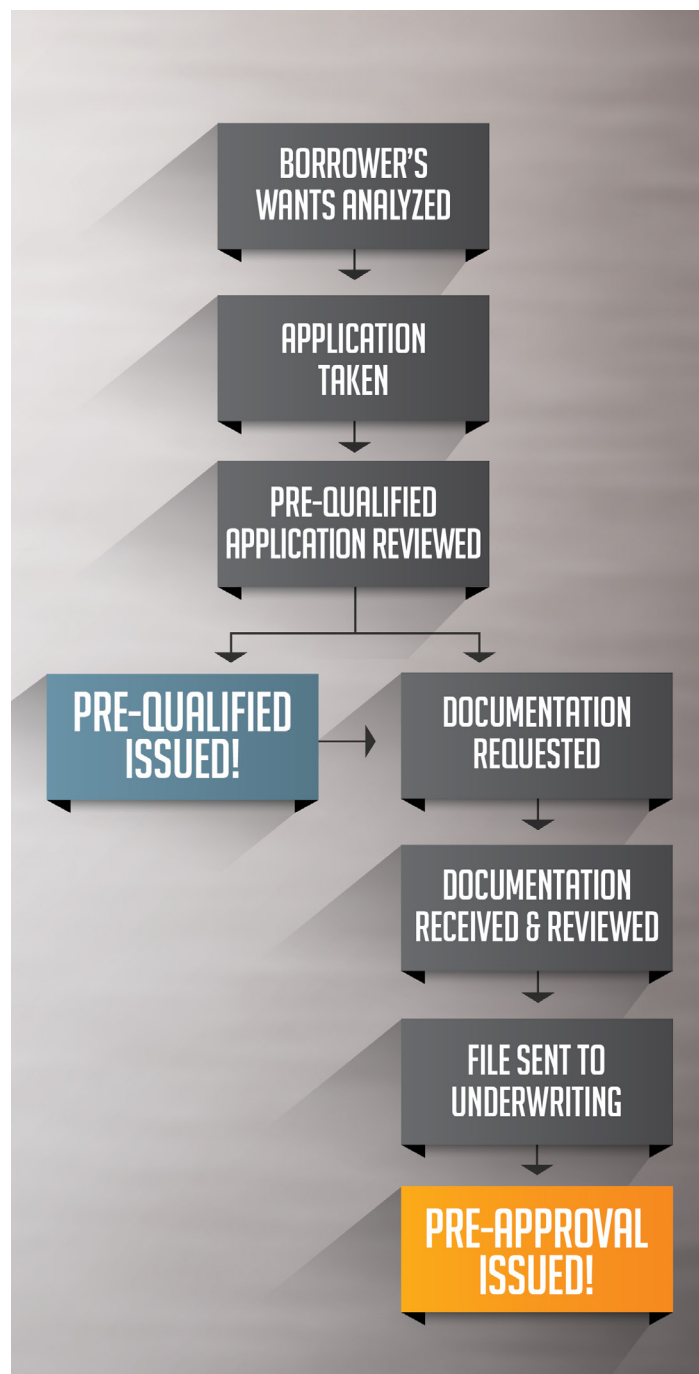 BORROWER'S
WANTS ANALYZED
APPLICATION
TAKEN
PRE-QUALIFIED
APPLICATION REVIEWED
PRE-QUALIFIED
ISSUED!
DOCUMENTATION
REQUESTED
DOCUMENTATION
RECEIVED & REVIEWED
FILE SENT TO
UNDERWRITING
PRE-APPROVAL
ISSUED!